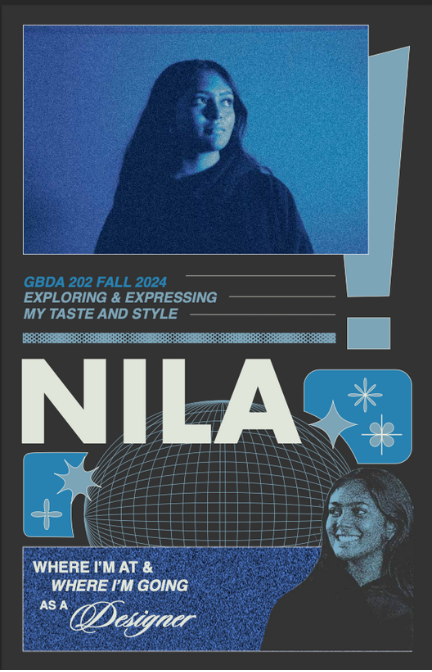 GBDA 202 FALL 2024
EXPLORING & EXPRESSING
MY TASTE AND STYLE
NILA
WHERE I'M AT &
WHERE I'M GOING
AS A Designer